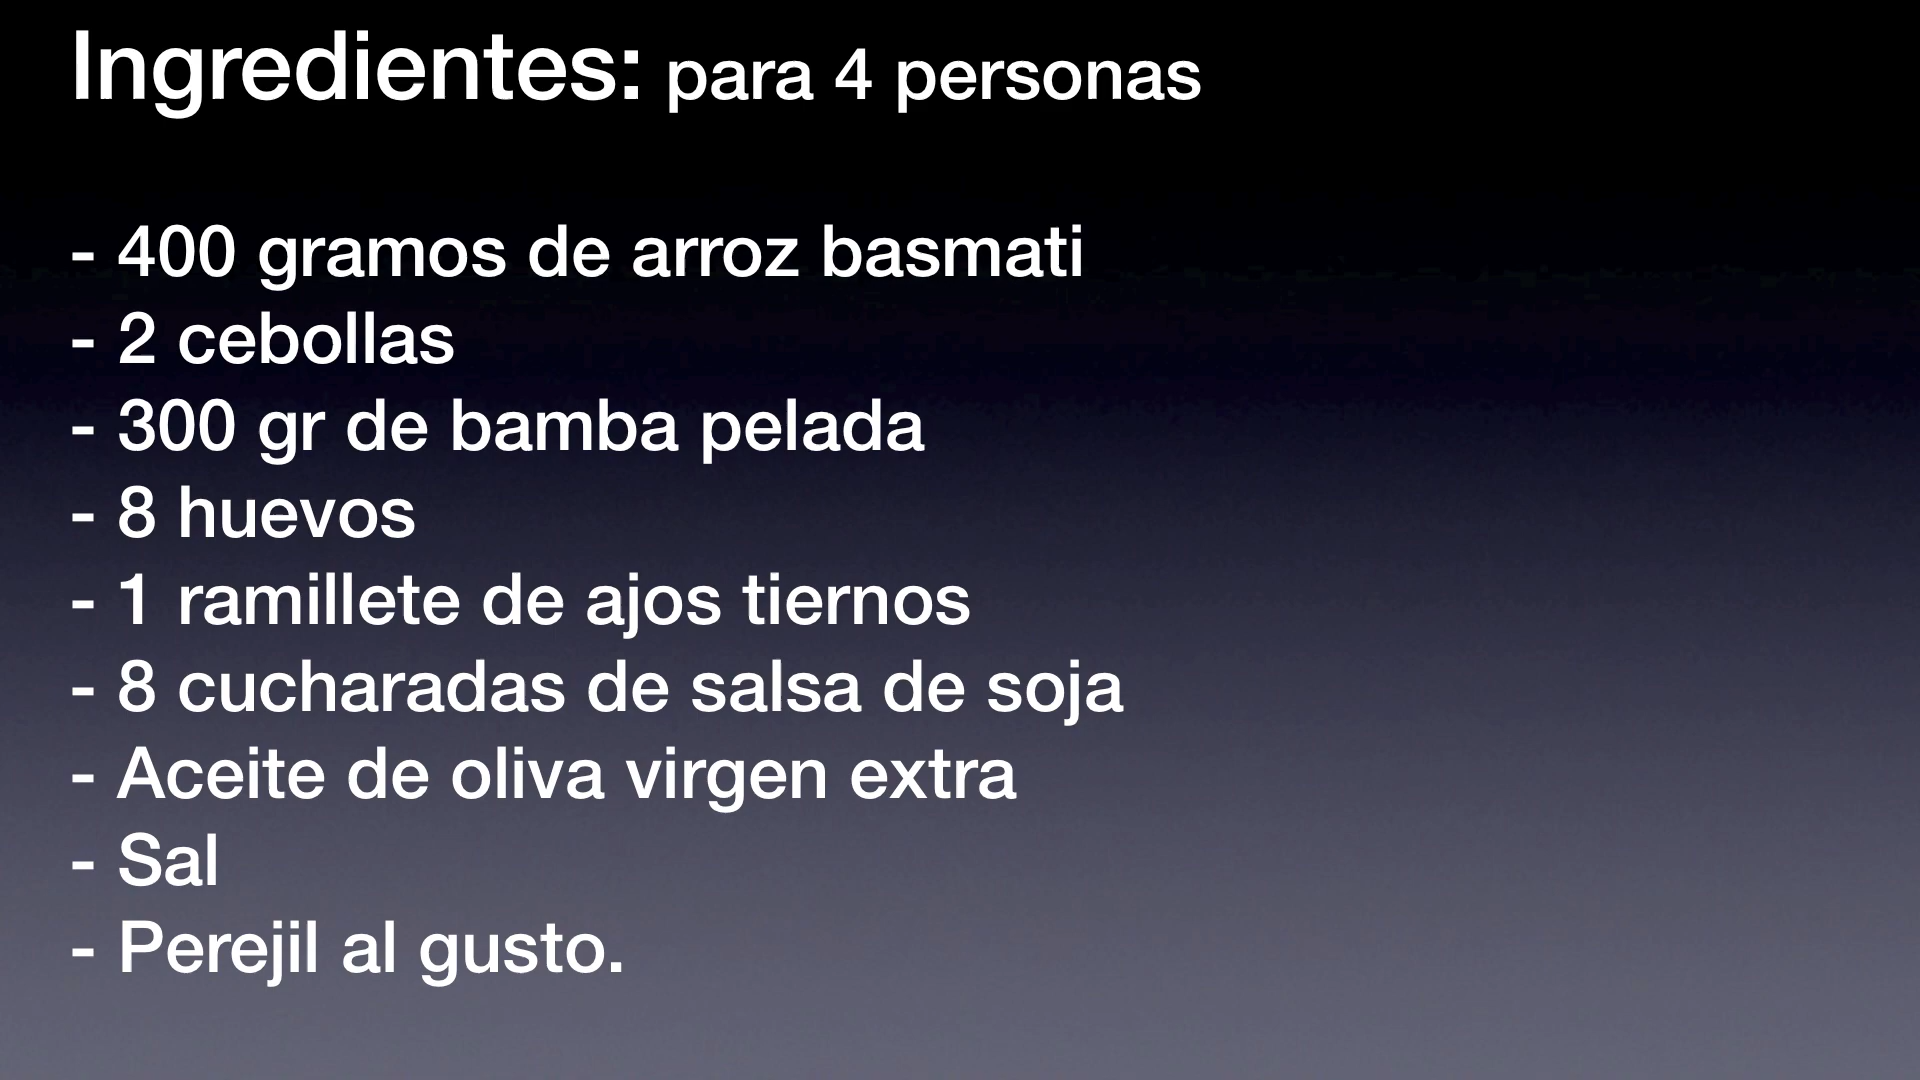 Ingredientes: para 4 personas
- 400 gramos de arroz basmati
- 2 cebollas
- 300 gr de bamba pelada
- 8 huevos
- 1 ramillete de ajos tiernos
- 8 cucharadas de salsa de soja
- Aceite de oliva virgen extra
- Sal
- Perejil al gusto.